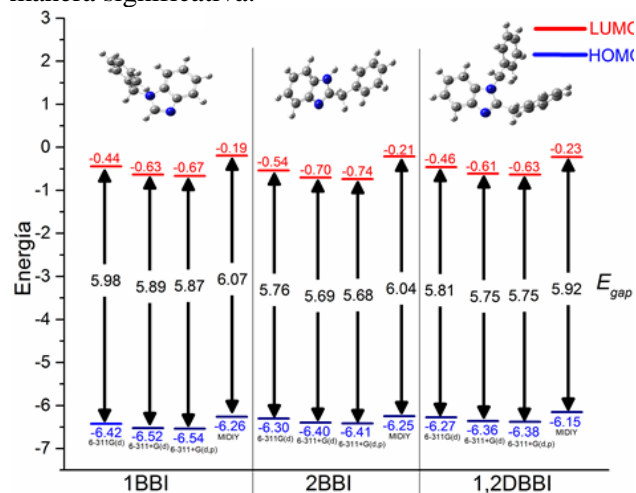 manera significativa.
LUMO
HOMO
3
2
1
0
-1
-2
-3
-4
-5
-6
-7
Energía
-0.44 -0.63 -0.67 -0.19 -0.54 -0.70 -0.74 -0.21 -0.46 -0.61 -0.63 -0.23
5.98 5.89 5.87 6.07 5.76 5.69 5.68 6.04 5.81 5.75 5.75 5.92
E_gap
-6.42 -6.52 -6.54 -6.26 -6.30 -6.40 -6.41 -6.25 -6.27 -6.36 -6.38 -6.15
6-311G(d) 6-311+G(d) 6-311+G(d,p) MIDIY 6-311G(d) 6-311+G(d) 6-311+G(d,p) MIDIY 6-311G(d) 6-311+G(d) 6-311+G(d,p) MIDIY
1BBI 2BBI 1,2DBBI